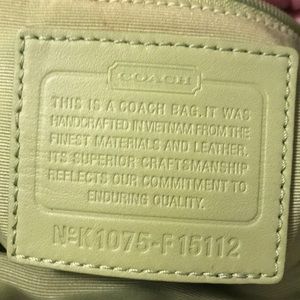 COACH
THIS IS A COACH BAG. IT WAS
HANDCRAFTED IN VIETNAM FROM THE
FINEST MATERIALS AND LEATHER.
ITS SUPERIOR CRAFTSMANSHIP
REFLECTS OUR COMMITMENT TO
ENDURING QUALITY.
NºK1075-F15112